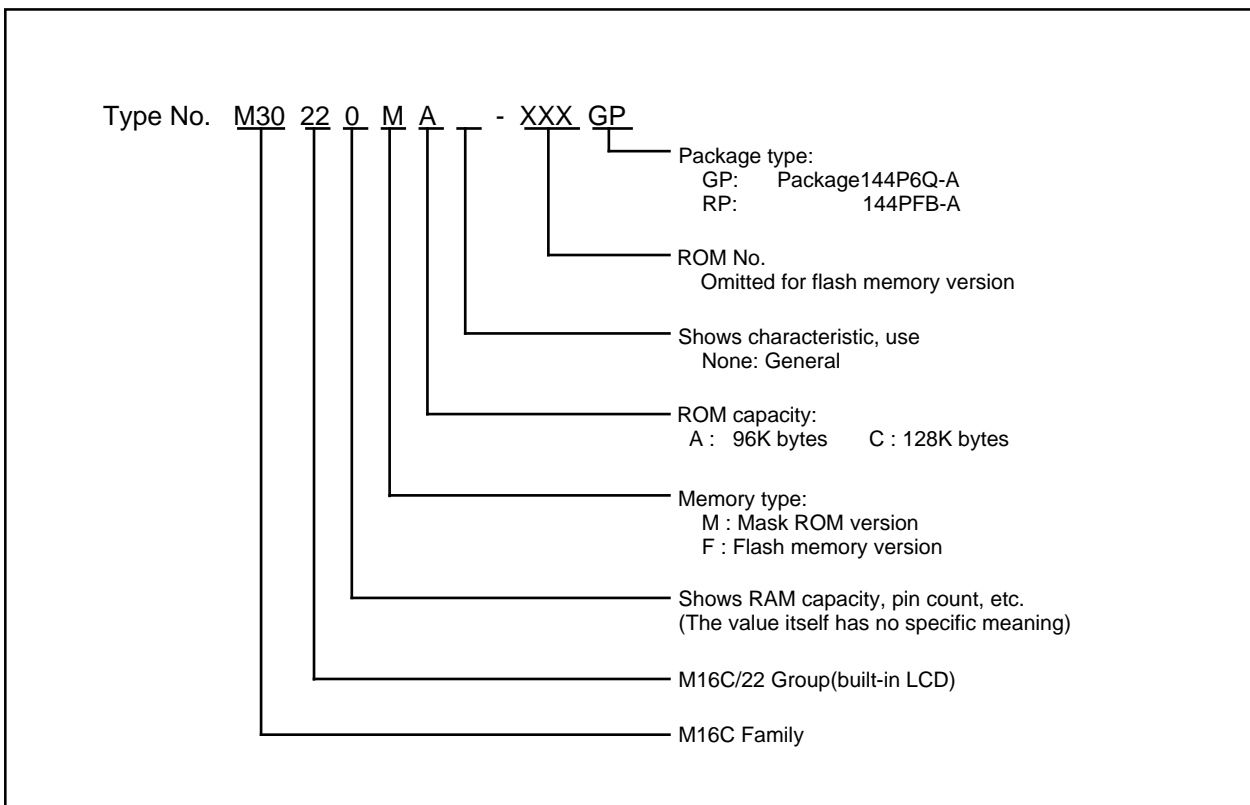 Type No. M30 22 0 M A - XXX GP
Package type:
GP: Package144P6Q-A
RP: 144PFB-A
ROM No.
Omitted for flash memory version
Shows characteristic, use
None: General
ROM capacity:
A : 96K bytes C : 128K bytes
Memory type:
M : Mask ROM version
F : Flash memory version
Shows RAM capacity, pin count, etc.
(The value itself has no specific meaning)
M16C/22 Group(built-in LCD)
M16C Family